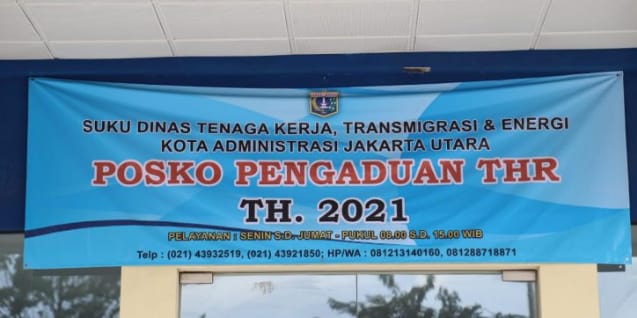 SUKU DINAS TENAGA KERJA, TRANSMIGRASI & ENERGI
KOTA ADMINISTRASI JAKARTA UTARA
POSKO PENGADUAN THR
TH. 2021
PELAYANAN : SENIN S.D. JUMAT - PUKUL 08.00 S.D. 15.00 WIB
Telp : (021) 43932519, (021) 43921850; HP/WA : 081213140160, 081288718871